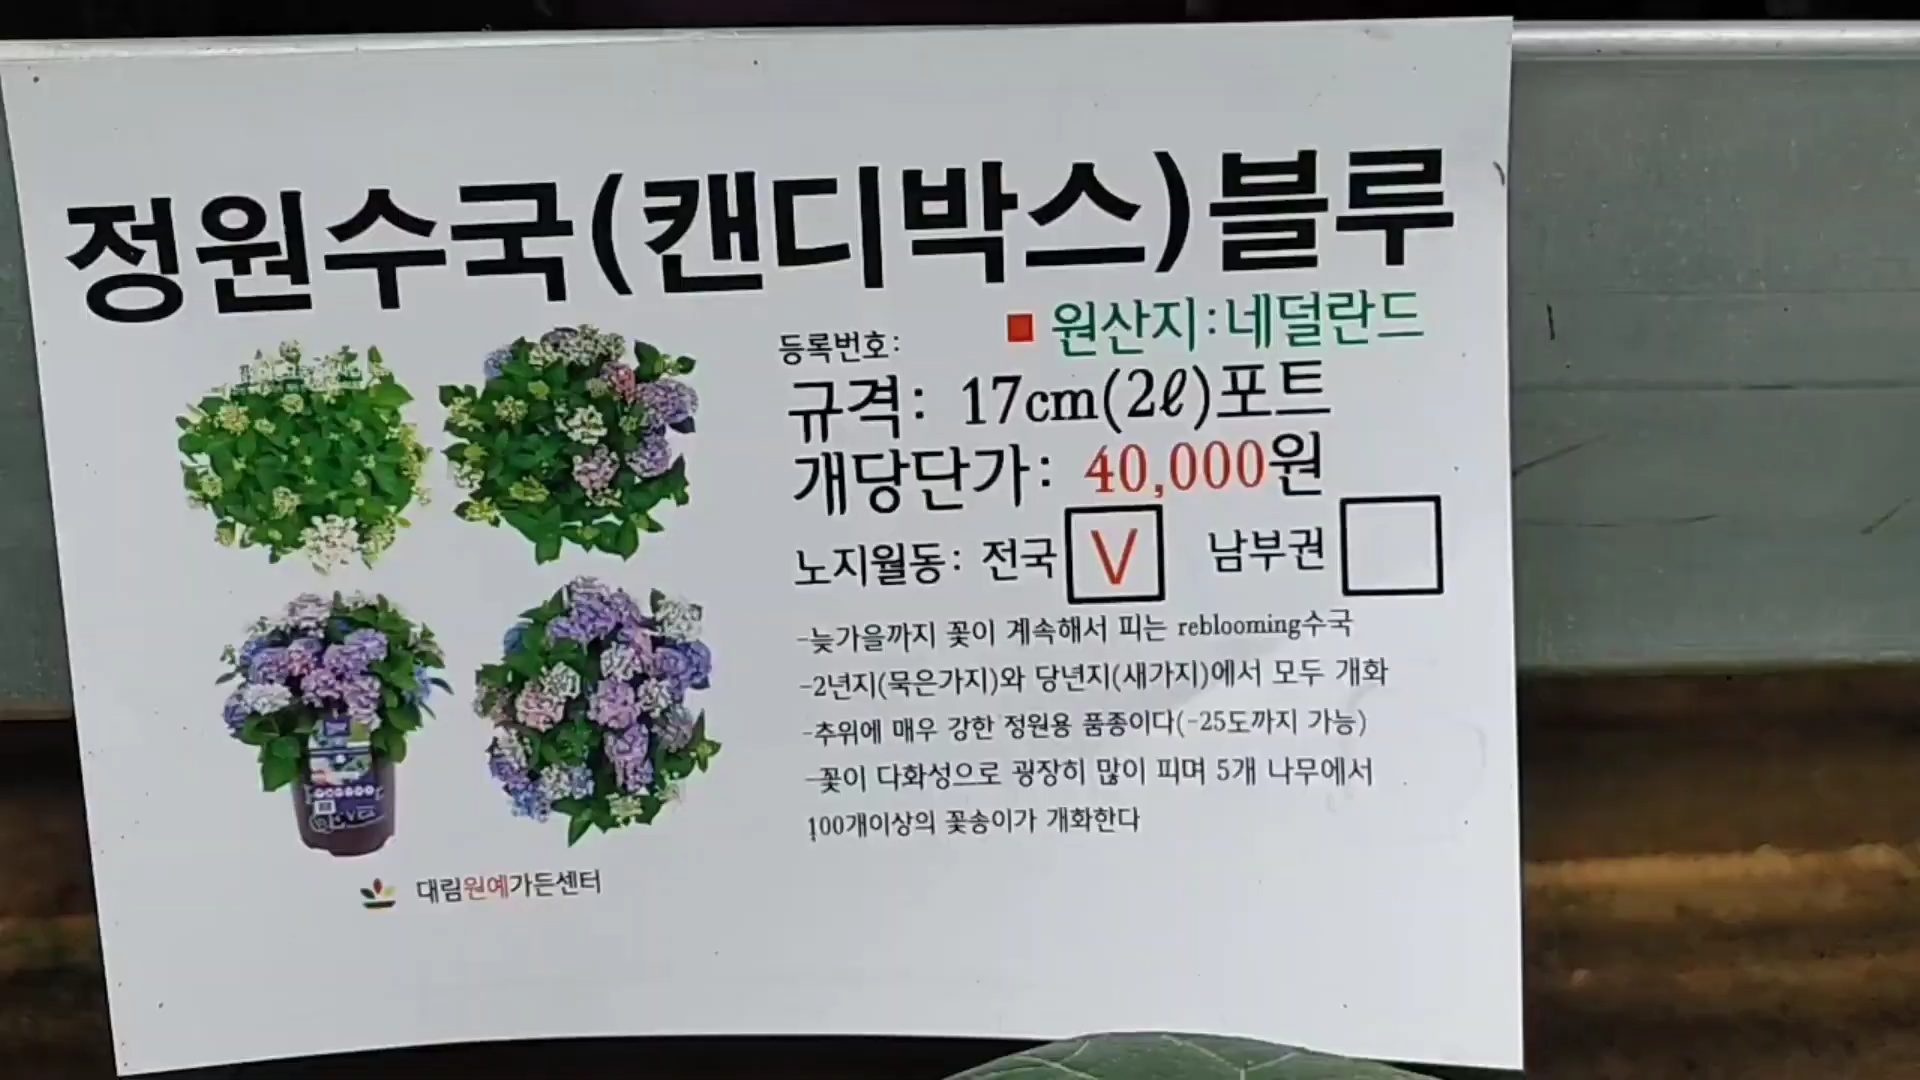 정원수국(캔디박스)블루
■ 원산지:네덜란드
등록번호:
규격: 17cm(2ℓ)포트
개당단가: 40,000원
노지월동: 전국 V 남부권
-늦가을까지 꽃이 계속해서 피는 reblooming수국
-2년지(묵은가지)와 당년지(새가지)에서 모두 개화
-추위에 매우 강한 정원용 품종이다(-25도까지 가능)
-꽃이 다화성으로 굉장히 많이 피며 5개 나무에서
100개이상의 꽃송이가 개화한다
대림원예가든센터